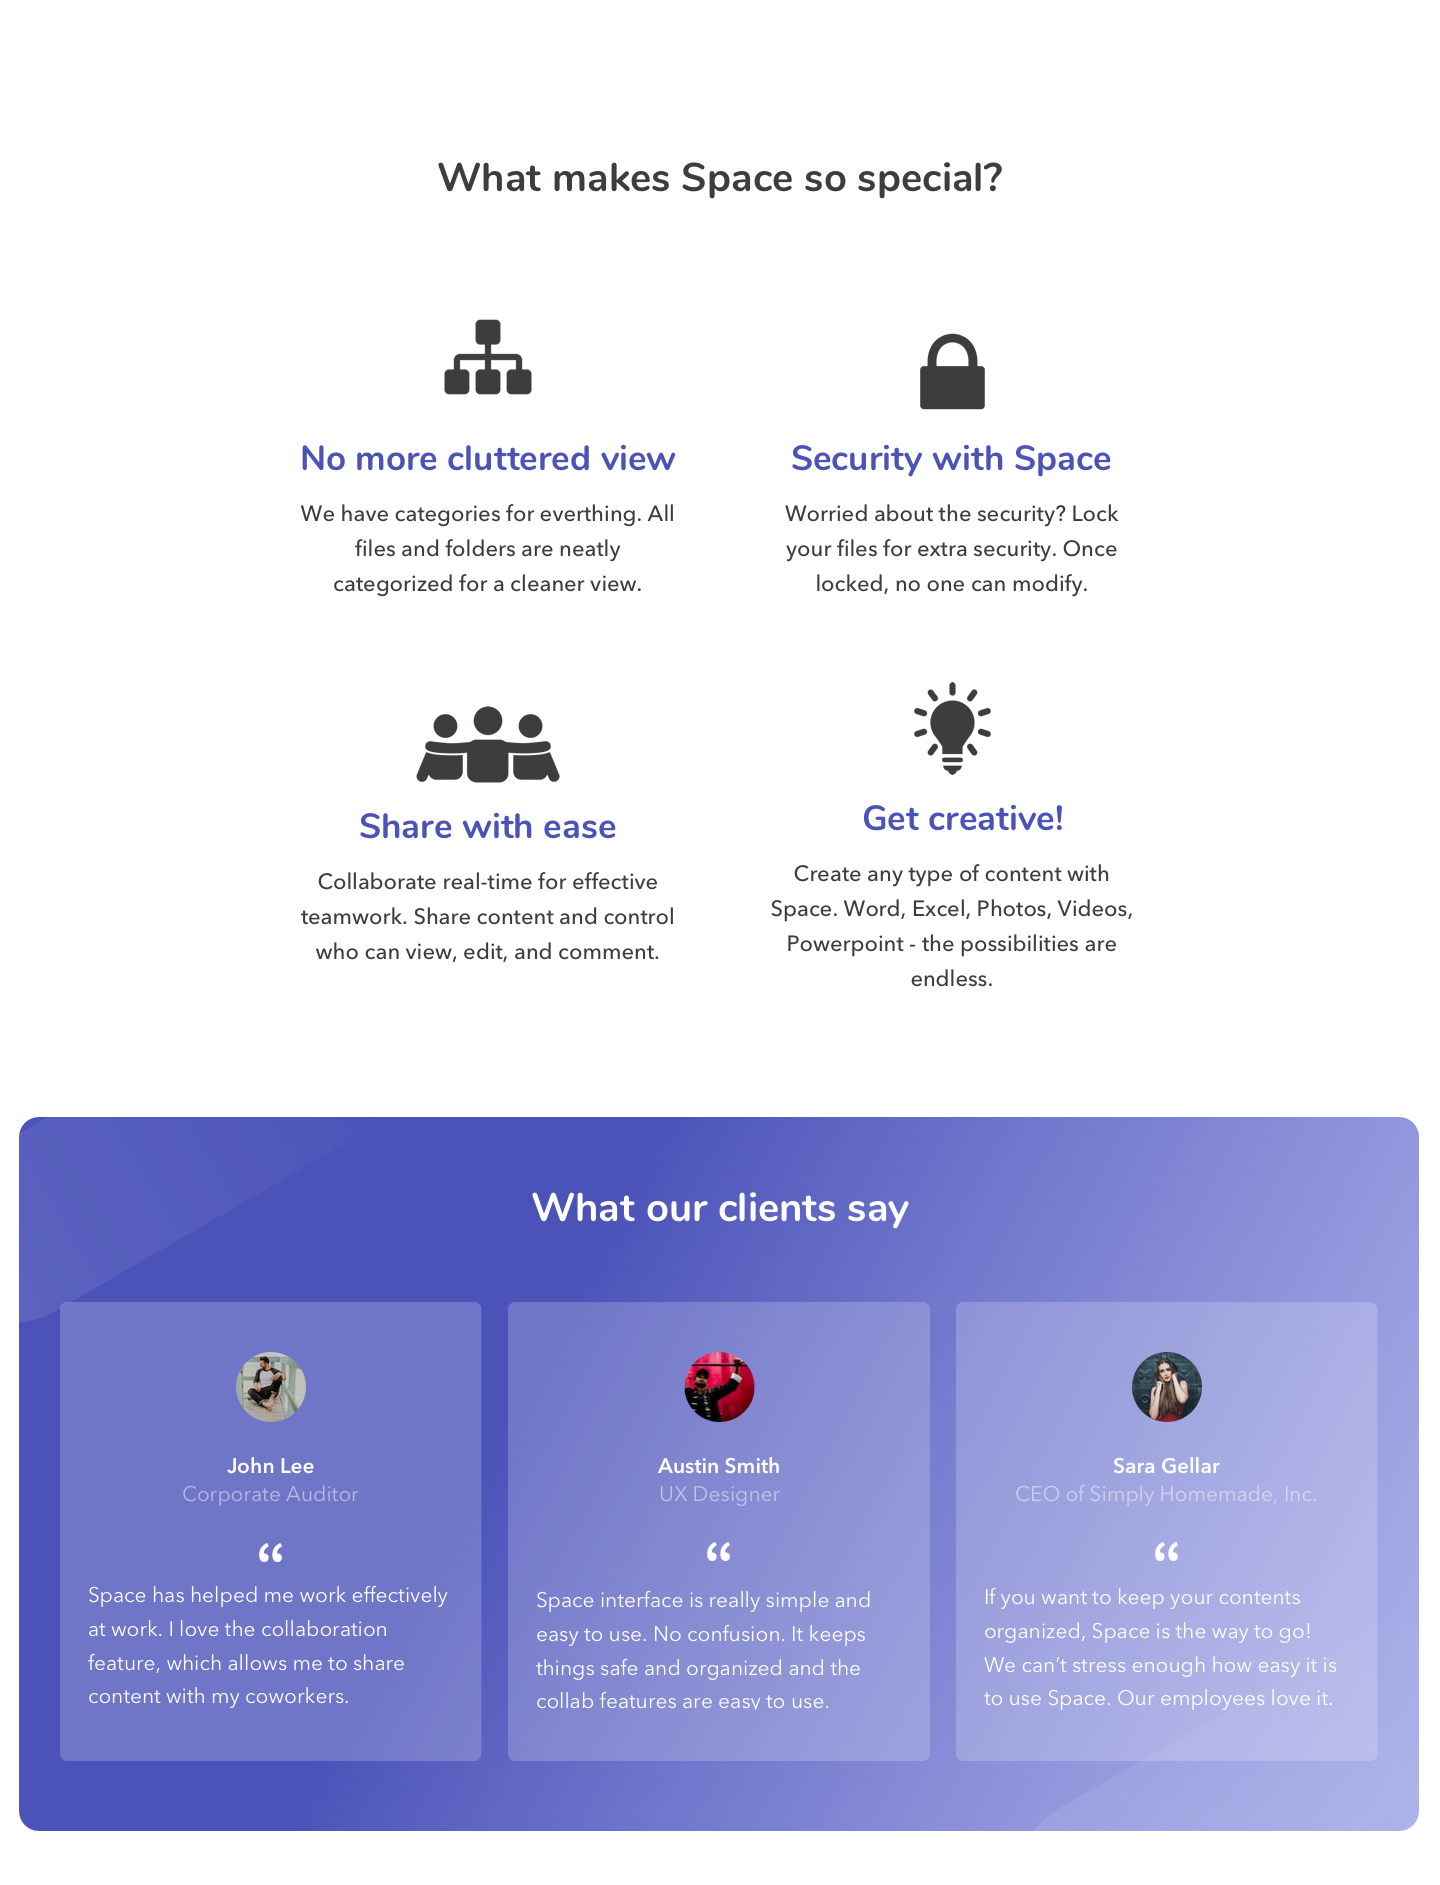 What makes Space so special?
No more cluttered view
We have categories for everthing. All
files and folders are neatly
categorized for a cleaner view.
Security with Space
Worried about the security? Lock
your files for extra security. Once
locked, no one can modify.
Share with ease
Collaborate real-time for effective
teamwork. Share content and control
who can view, edit, and comment.
Get creative!
Create any type of content with
Space. Word, Excel, Photos, Videos,
Powerpoint - the possibilities are
endless.
What our clients say
John Lee
Corporate Auditor
“
Space has helped me work effectively
at work. I love the collaboration
feature, which allows me to share
content with my coworkers.
Austin Smith
UX Designer
“
Space interface is really simple and
easy to use. No confusion. It keeps
things safe and organized and the
collab features are easy to use.
Sara Gellar
CEO of Simply Homemade, Inc.
“
If you want to keep your contents
organized, Space is the way to go!
We can’t stress enough how easy it is
to use Space. Our employees love it.